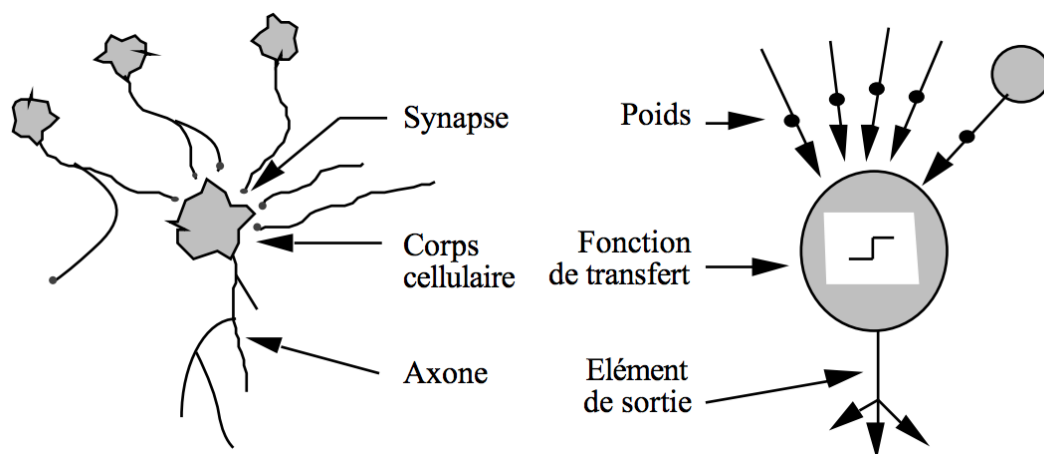 Synapse
Corps
cellulaire
Axone
Poids
Fonction
de transfert
Elément
de sortie